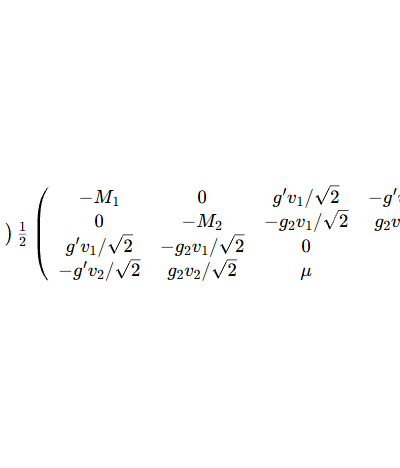 ) 1/2 ( −M₁ 0 g′v₁/√2 −g′
0 −M₂ −g₂v₁/√2 g₂v
g′v₁/√2 −g₂v₁/√2 0
−g′v₂/√2 g₂v₂/√2 μ